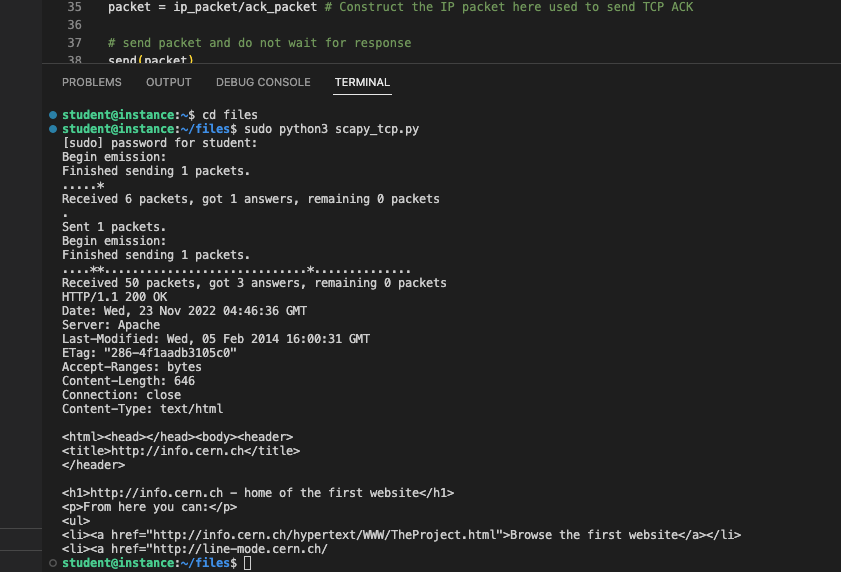 35 packet = ip_packet/ack_packet # Construct the IP packet here used to send TCP ACK
36
37 # send packet and do not wait for response
38 send(packet)
PROBLEMS OUTPUT DEBUG CONSOLE TERMINAL
student@instance:~$ cd files
student@instance:~/files$ sudo python3 scapy_tcp.py
[sudo] password for student:
Begin emission:
Finished sending 1 packets.
.....*
Received 6 packets, got 1 answers, remaining 0 packets
.
Sent 1 packets.
Begin emission:
Finished sending 1 packets.
....**.............................*..............
Received 50 packets, got 3 answers, remaining 0 packets
HTTP/1.1 200 OK
Date: Wed, 23 Nov 2022 04:46:36 GMT
Server: Apache
Last-Modified: Wed, 05 Feb 2014 16:00:31 GMT
ETag: "286-4f1aadb3105c0"
Accept-Ranges: bytes
Content-Length: 646
Connection: close
Content-Type: text/html

<html><head></head><body><header>
<title>http://info.cern.ch</title>
</header>

<h1>http://info.cern.ch - home of the first website</h1>
<p>From here you can:</p>
<ul>
<li><a href="http://info.cern.ch/hypertext/WWW/TheProject.html">Browse the first website</a></li>
<li><a href="http://line-mode.cern.ch/
student@instance:~/files$